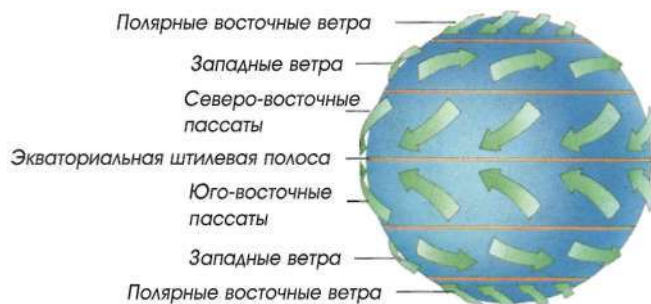 Полярные восточные ветра
Западные ветра
Северо-восточные
пассаты
Экваториальная штилевая полоса
Юго-восточные
пассаты
Западные ветра
Полярные восточные ветра